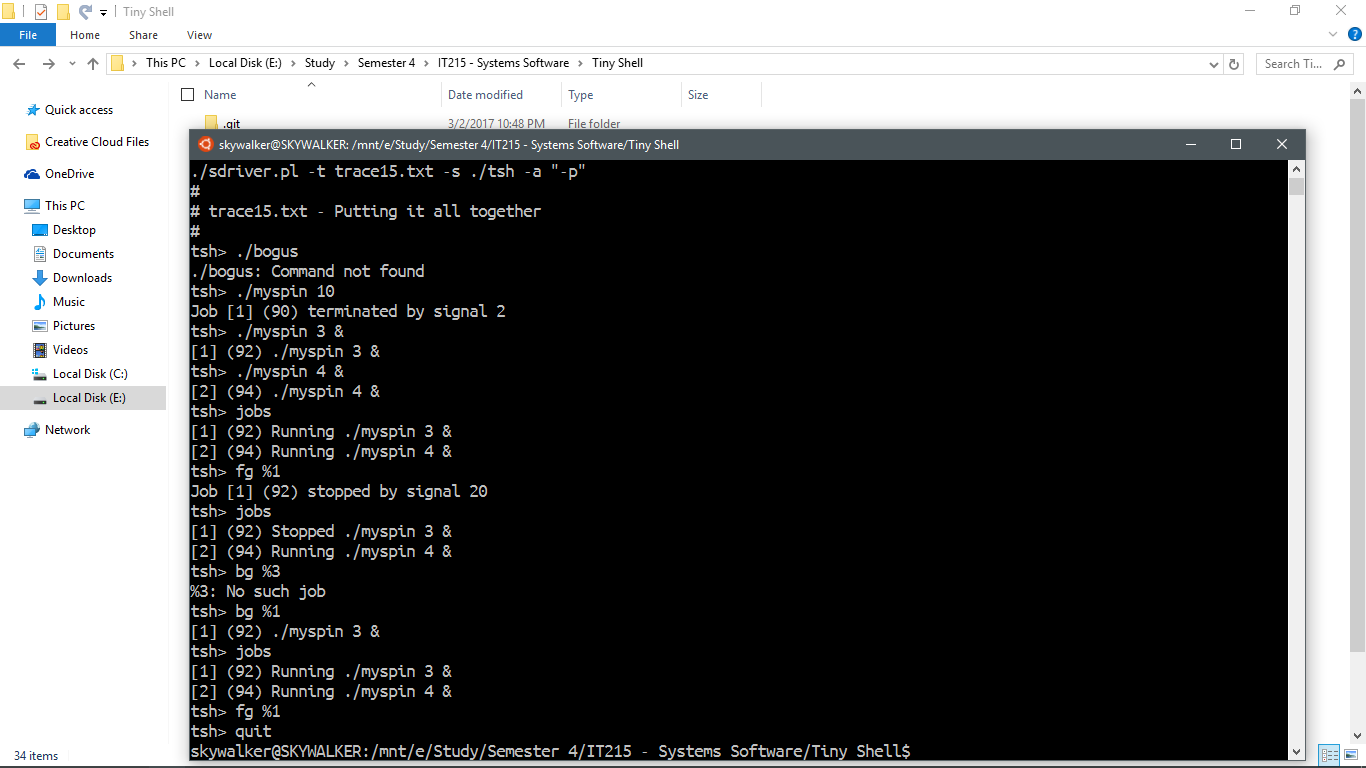 Tiny Shell
File Home Share View
This PC Local Disk (E:) Study Semester 4 IT215 - Systems Software Tiny Shell
Search Ti...
Name Date modified Type Size
.git 3/2/2017 10:48 PM File folder
Quick access
Creative Cloud Files
OneDrive
This PC
Desktop
Documents
Downloads
Music
Pictures
Videos
Local Disk (C:)
Local Disk (E:)
Network
34 items
skywalker@SKYWALKER: /mnt/e/Study/Semester 4/IT215 - Systems Software/Tiny Shell
./sdriver.pl -t trace15.txt -s ./tsh -a "-p"
#
# trace15.txt - Putting it all together
#
tsh> ./bogus
./bogus: Command not found
tsh> ./myspin 10
Job [1] (90) terminated by signal 2
tsh> ./myspin 3 &
[1] (92) ./myspin 3 &
tsh> ./myspin 4 &
[2] (94) ./myspin 4 &
tsh> jobs
[1] (92) Running ./myspin 3 &
[2] (94) Running ./myspin 4 &
tsh> fg %1
Job [1] (92) stopped by signal 20
tsh> jobs
[1] (92) Stopped ./myspin 3 &
[2] (94) Running ./myspin 4 &
tsh> bg %3
%3: No such job
tsh> bg %1
[1] (92) ./myspin 3 &
tsh> jobs
[1] (92) Running ./myspin 3 &
[2] (94) Running ./myspin 4 &
tsh> fg %1
tsh> quit
skywalker@SKYWALKER:/mnt/e/Study/Semester 4/IT215 - Systems Software/Tiny Shell$